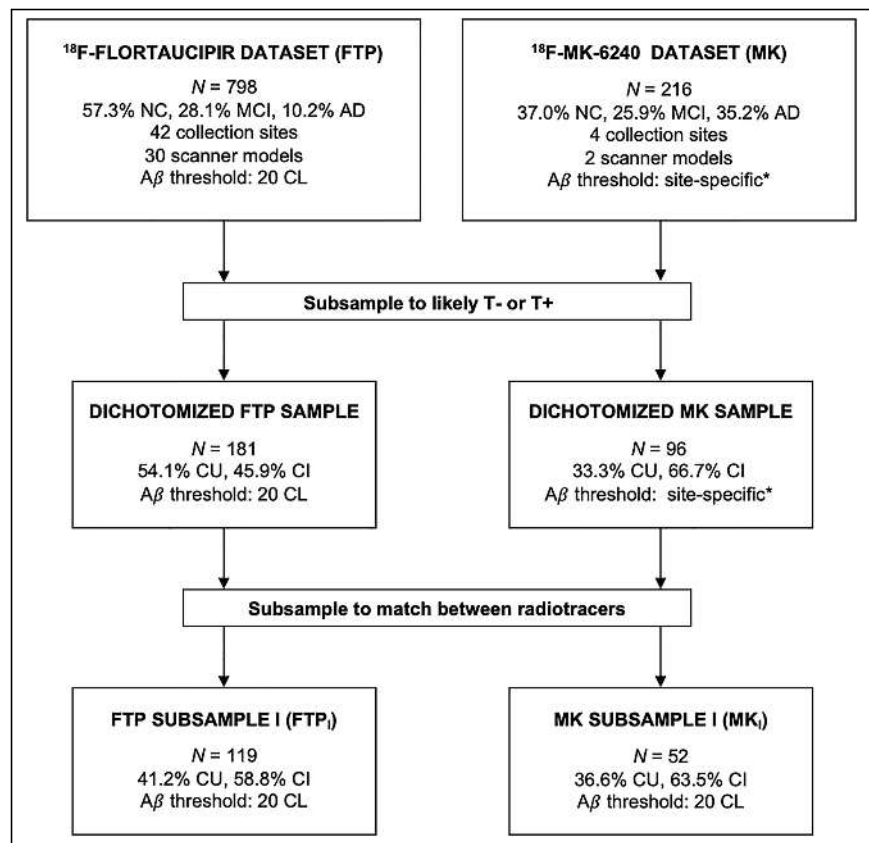 ¹⁸F-FLORTAUCIPIR DATASET (FTP)
N = 798
57.3% NC, 28.1% MCI, 10.2% AD
42 collection sites
30 scanner models
Aβ threshold: 20 CL
¹⁸F-MK-6240 DATASET (MK)
N = 216
37.0% NC, 25.9% MCI, 35.2% AD
4 collection sites
2 scanner models
Aβ threshold: site-specific*
Subsample to likely T- or T+
DICHOTOMIZED FTP SAMPLE
N = 181
54.1% CU, 45.9% CI
Aβ threshold: 20 CL
DICHOTOMIZED MK SAMPLE
N = 96
33.3% CU, 66.7% CI
Aβ threshold: site-specific*
Subsample to match between radiotracers
FTP SUBSAMPLE I (FTPI)
N = 119
41.2% CU, 58.8% CI
Aβ threshold: 20 CL
MK SUBSAMPLE I (MKI)
N = 52
36.6% CU, 63.5% CI
Aβ threshold: 20 CL